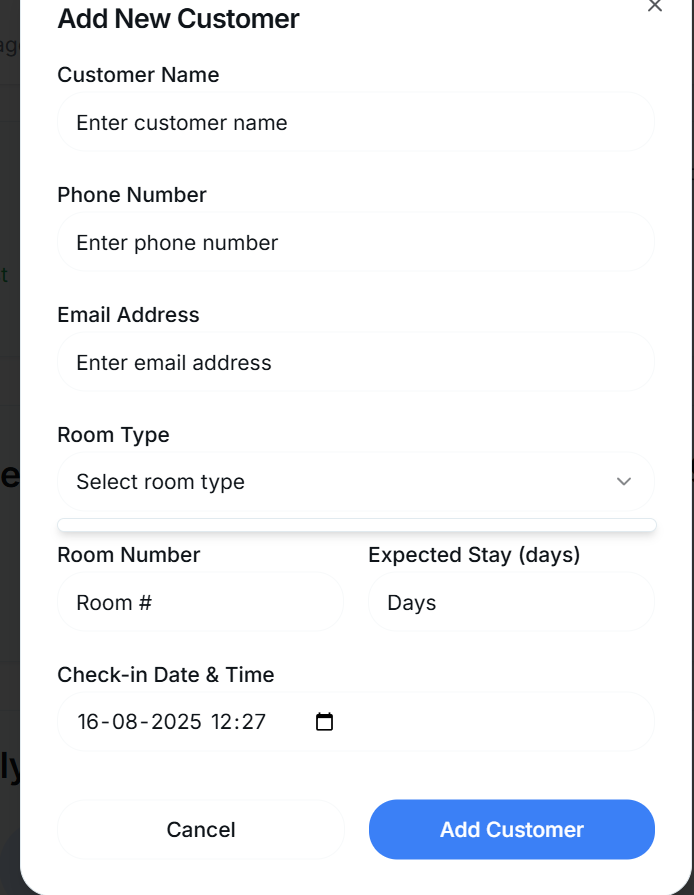 Add New Customer
Customer Name
Enter customer name
Phone Number
Enter phone number
Email Address
Enter email address
Room Type
Select room type
Room Number
Expected Stay (days)
Room #
Days
Check-in Date & Time
16-08-2025 12:27
Cancel
Add Customer